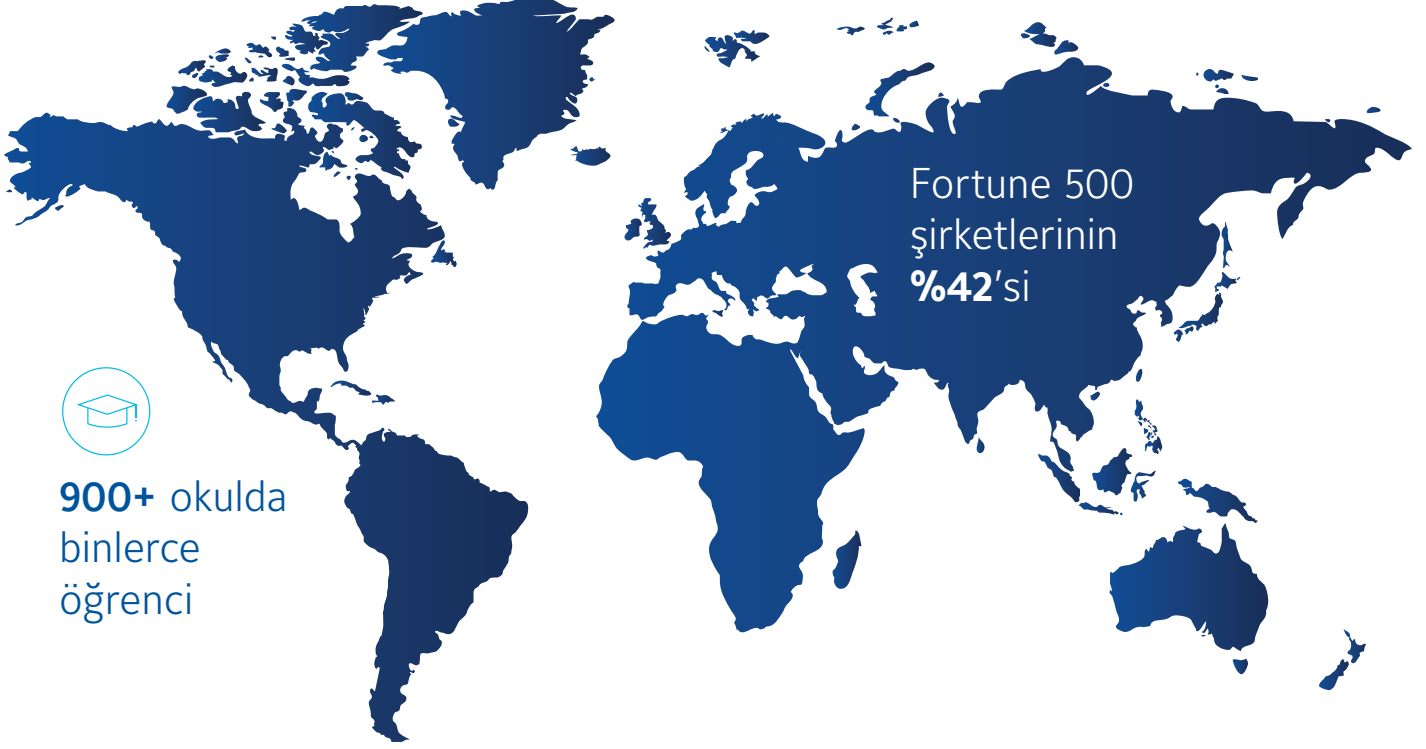 Fortune 500
şirketlerinin
%42'si
900+ okulda
binlerce
öğrenci